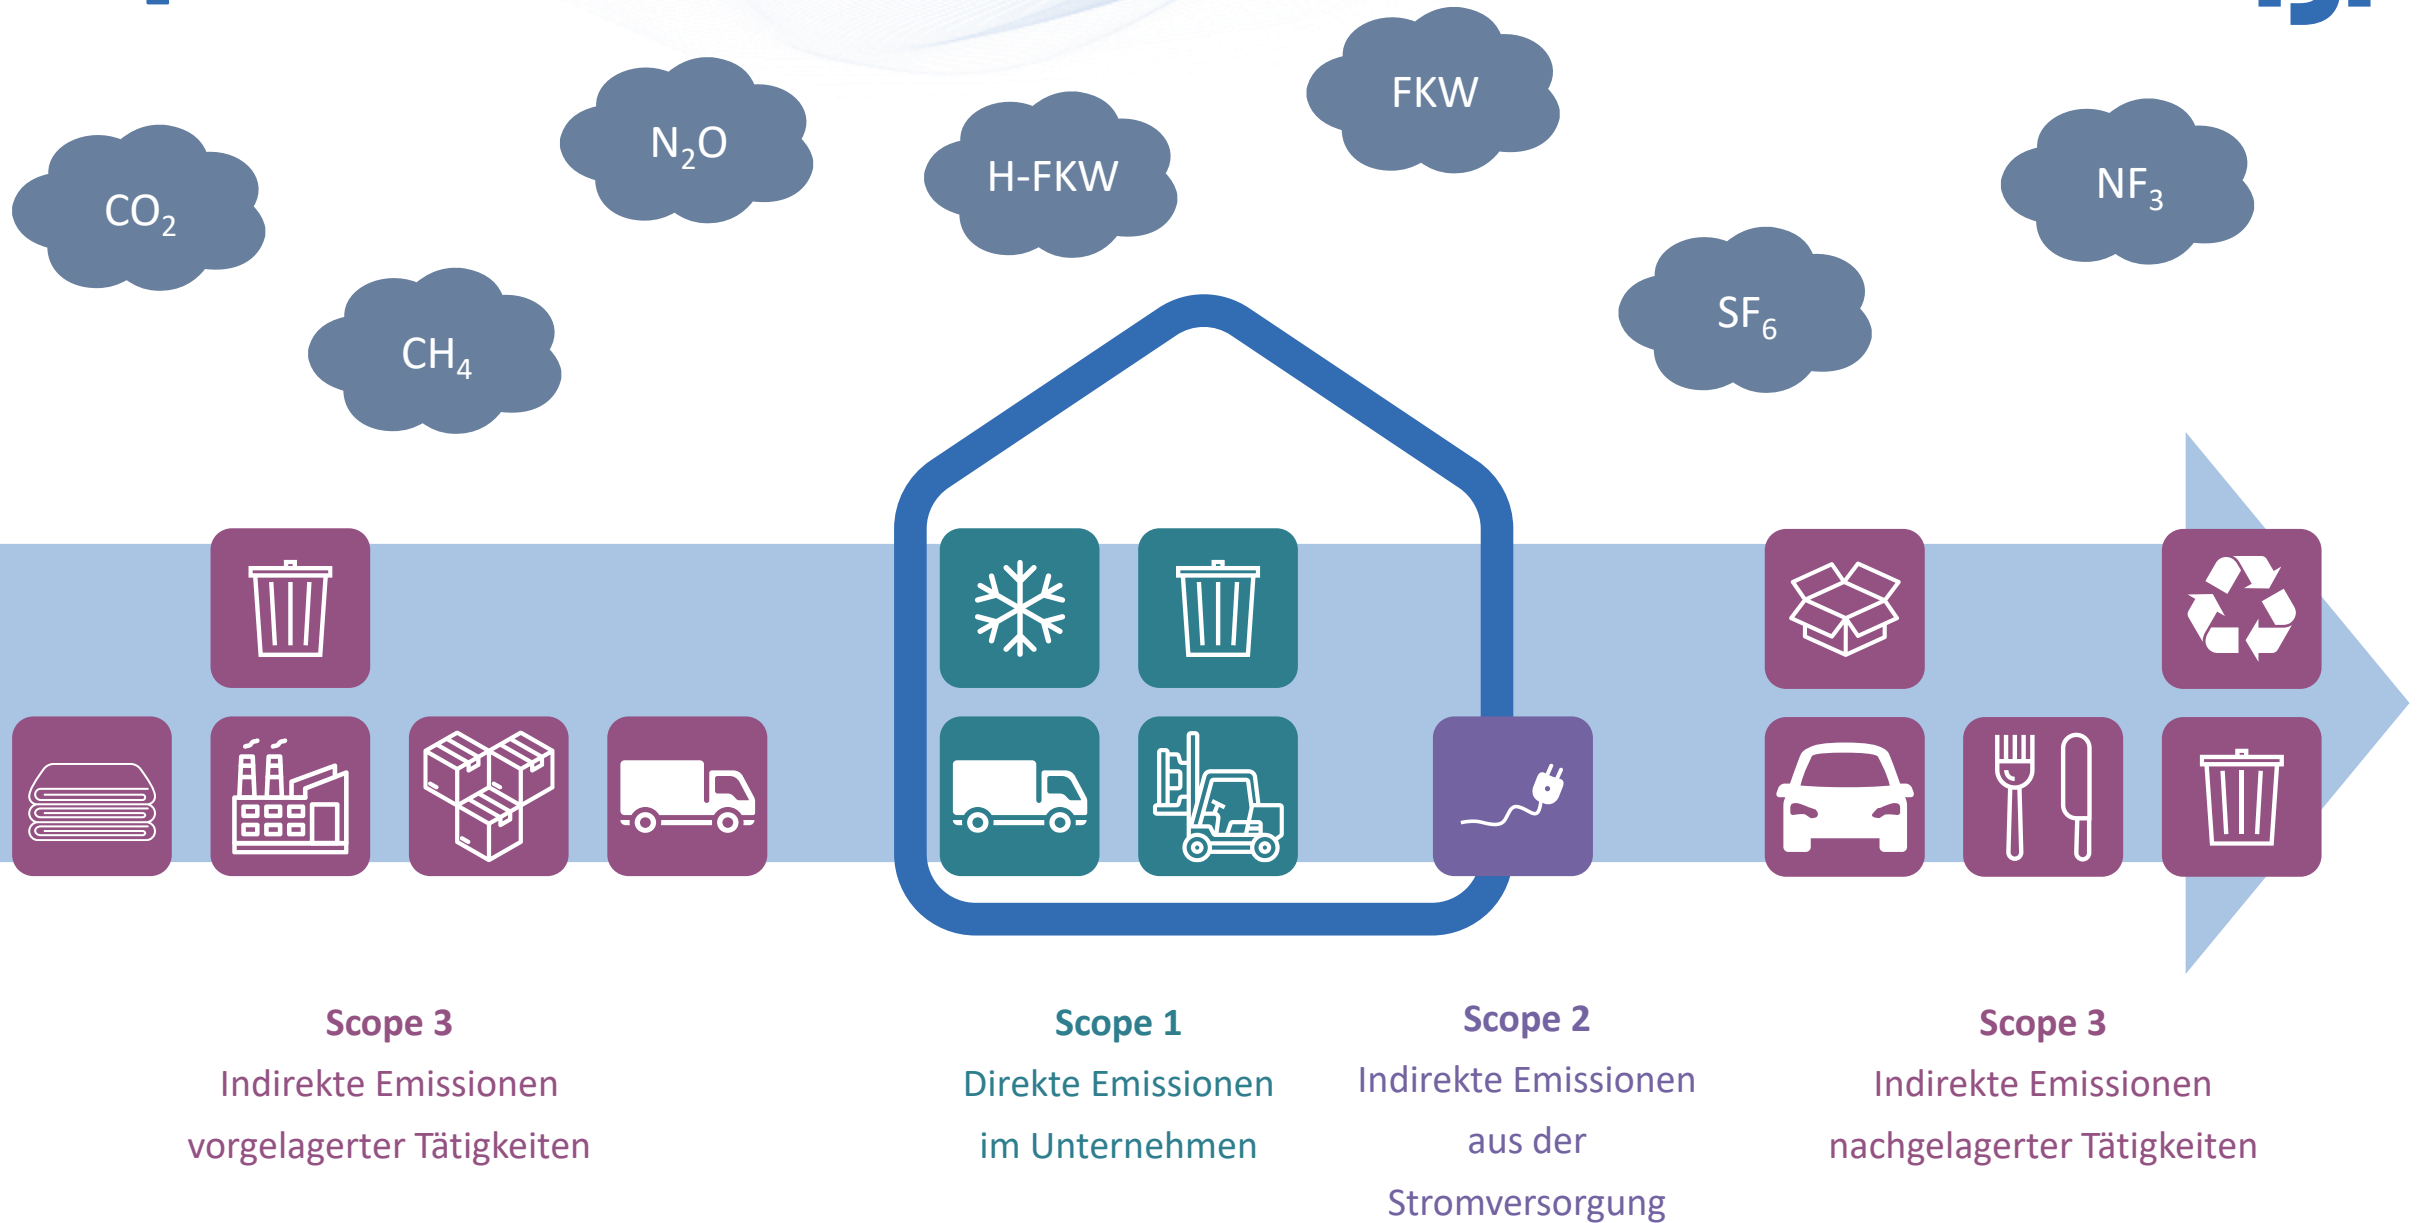 FKW
N₂O
H-FKW
NF₃
CO₂
SF₆
CH₄
Scope 3
Indirekte Emissionen
vorgelagerter Tätigkeiten
Scope 1
Direkte Emissionen
im Unternehmen
Scope 2
Indirekte Emissionen
aus der
Stromversorgung
Scope 3
Indirekte Emissionen
nachgelagerter Tätigkeiten